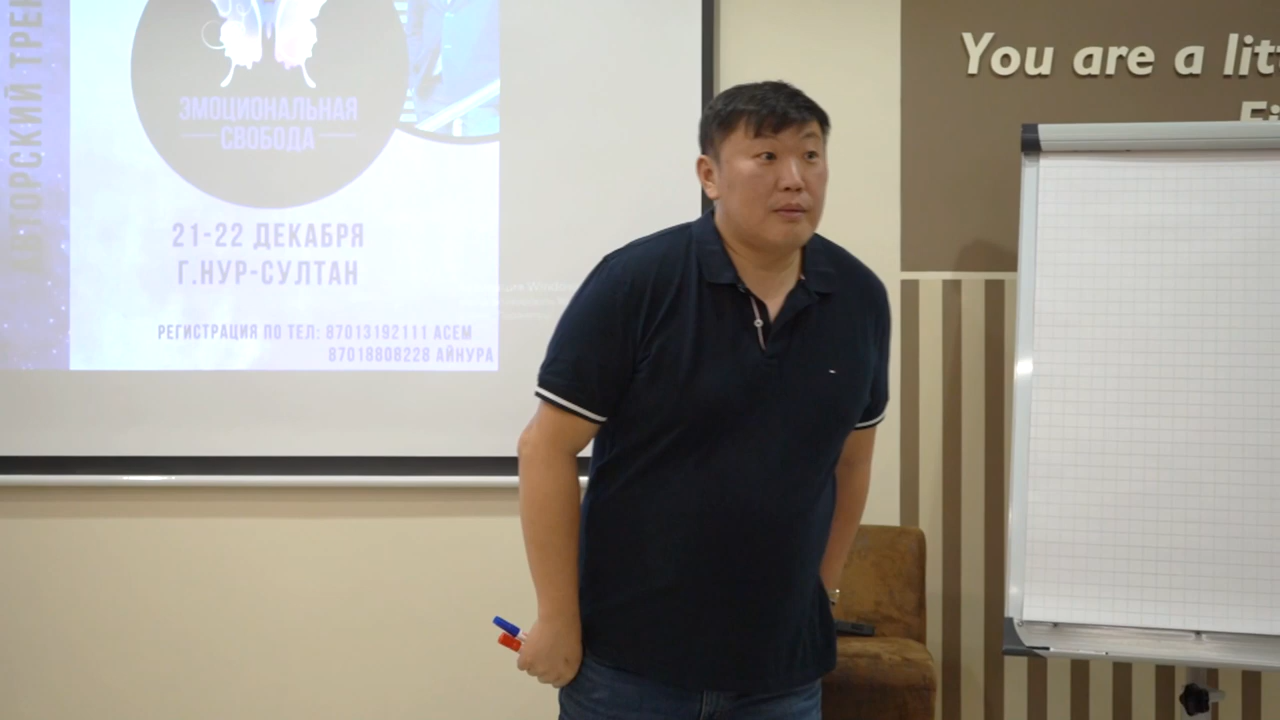 АВТОРСКИЙ ТРЕ
ЭМОЦИОНАЛЬНАЯ
СВОБОДА
21-22 ДЕКАБРЯ
Г.НУР-СУЛТАН
РЕГИСТРАЦИЯ ПО ТЕЛ: 87013192111 АСЕМ
87018808228 АЙНУРА
You are a lit